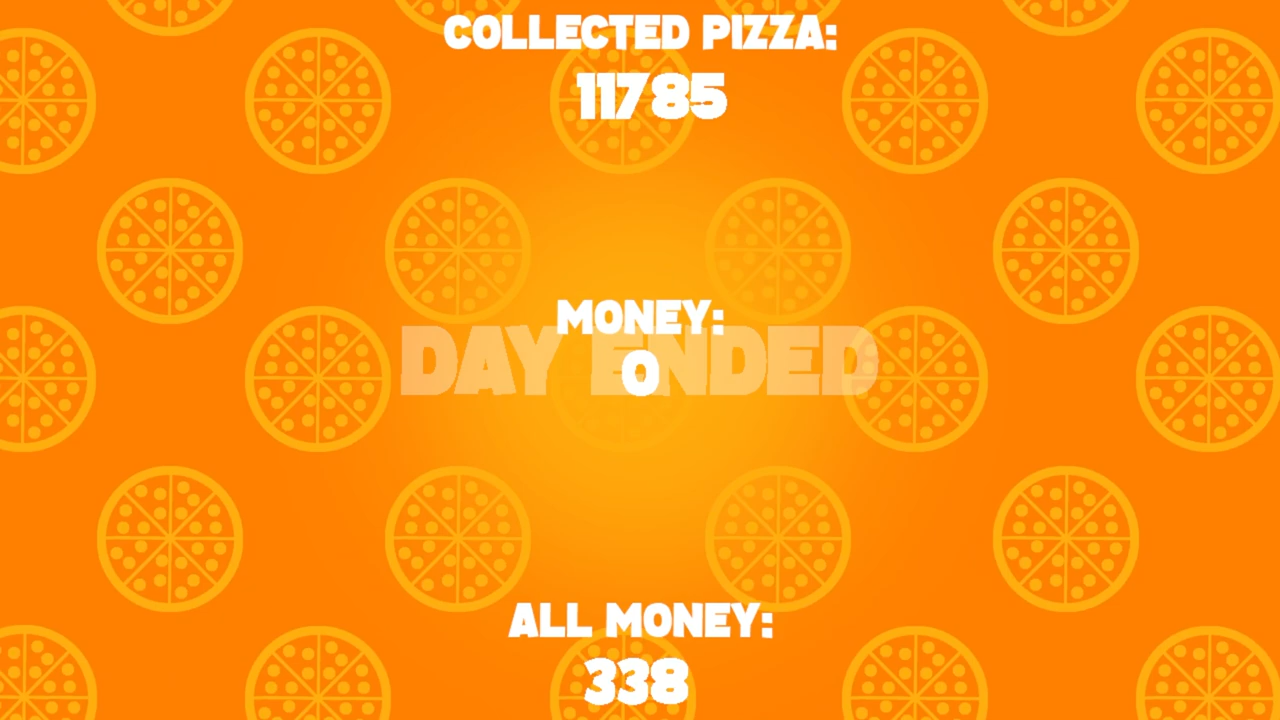 COLLECTED PIZZA:
11785
MONEY:
DAY ENDED
0
ALL MONEY:
338